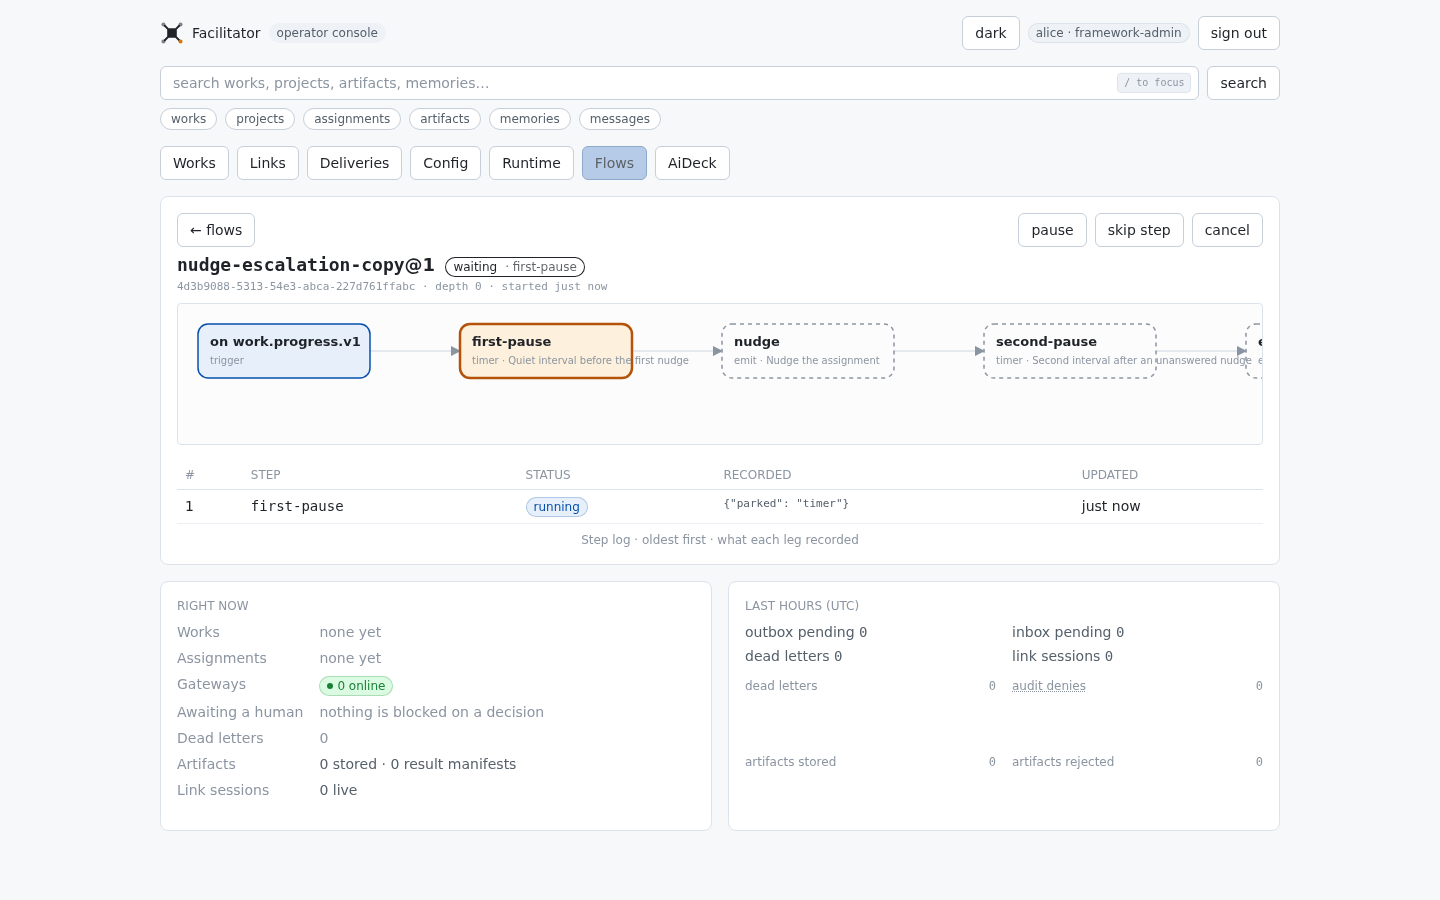 Facilitator operator console dark alice · framework-admin sign out
search works, projects, artifacts, memories... / to focus search
works projects assignments artifacts memories messages
Works Links Deliveries Config Runtime Flows AiDeck
← flows pause skip step cancel
nudge-escalation-copy@1 waiting · first-pause
4d3b9088-5313-54e3-abca-227d761ffabc · depth 0 · started just now
on work.progress.v1 first-pause nudge second-pause e
trigger timer · Quiet interval before the first nudge emit · Nudge the assignment timer · Second interval after an unanswered nudge e
# STEP STATUS RECORDED UPDATED
1 first-pause running {"parked": "timer"} just now
Step log · oldest first · what each leg recorded
RIGHT NOW
Works none yet
Assignments none yet
Gateways 0 online
Awaiting a human nothing is blocked on a decision
Dead letters 0
Artifacts 0 stored · 0 result manifests
Link sessions 0 live
LAST HOURS (UTC)
outbox pending 0 inbox pending 0
dead letters 0 link sessions 0
dead letters 0 audit denies 0
artifacts stored 0 artifacts rejected 0